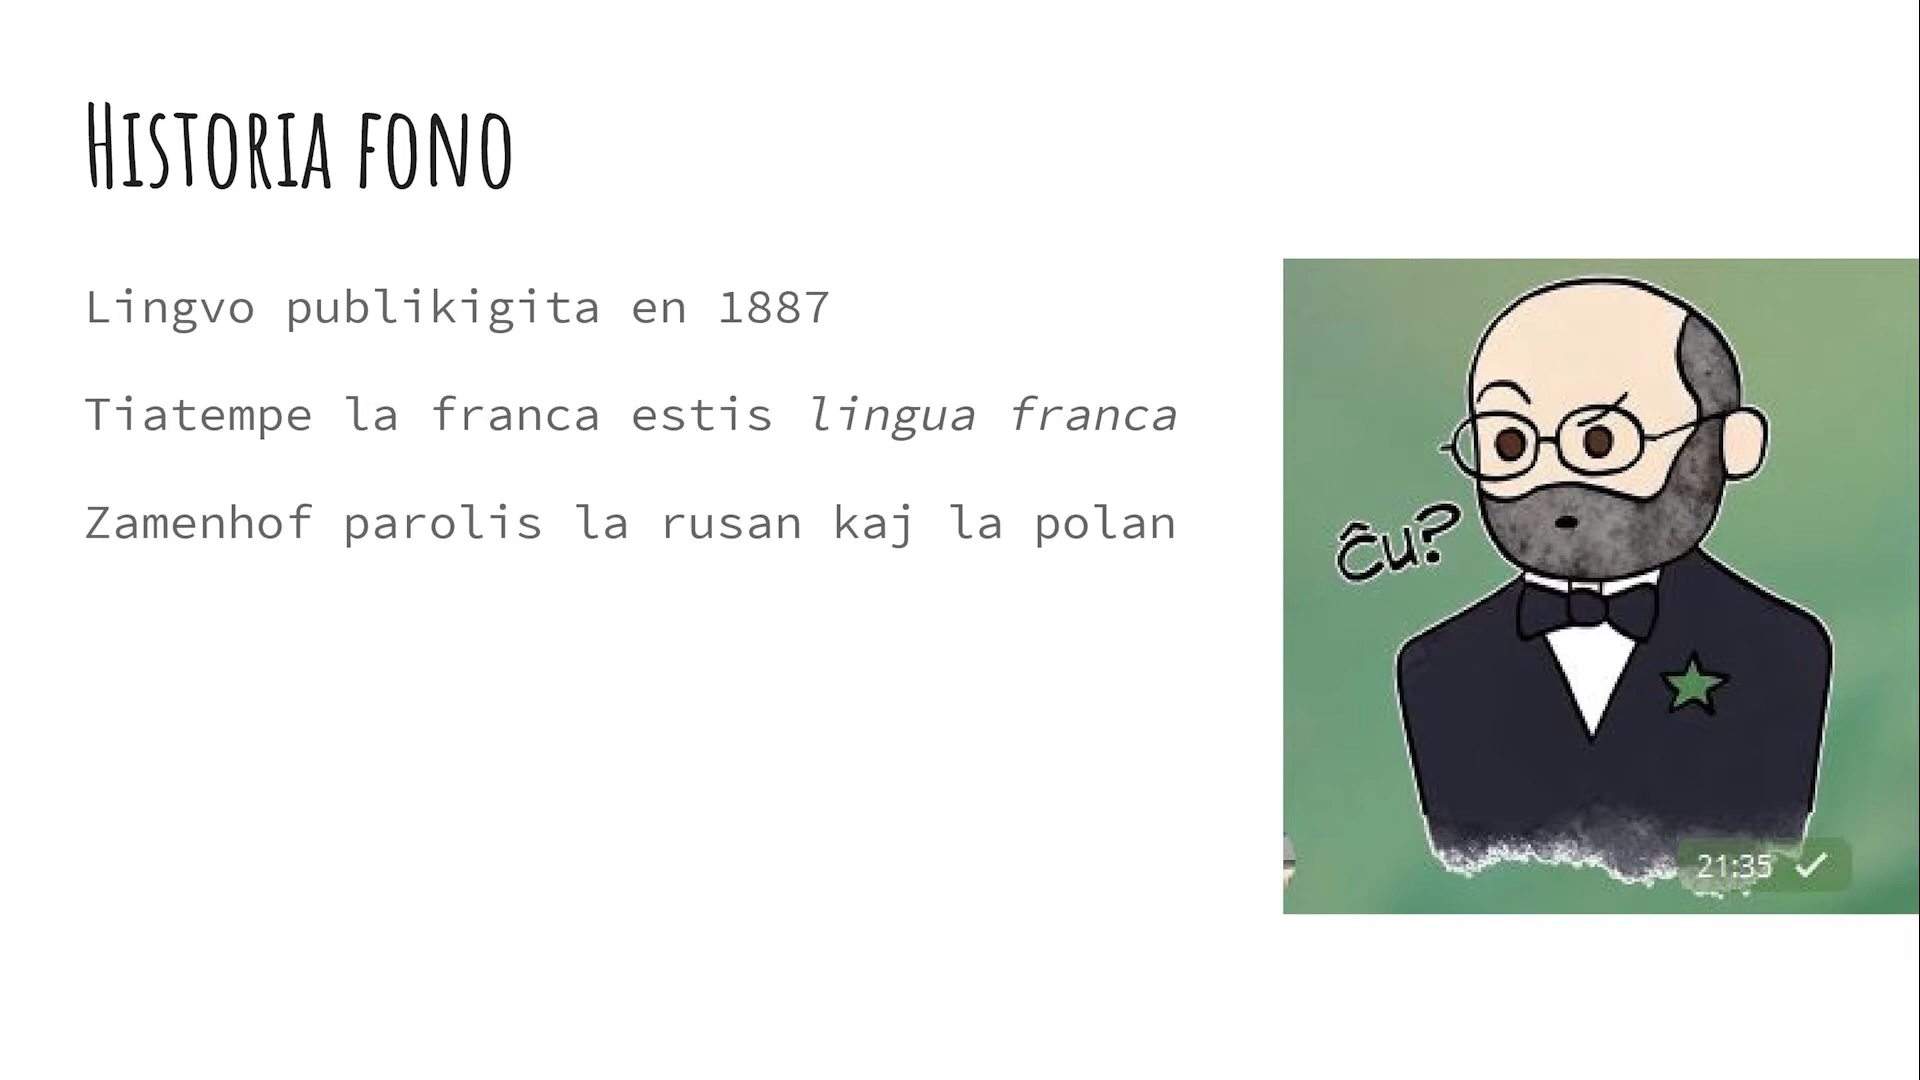 Historia fono
Lingvo publikigita en 1887
Tiatempe la franca estis lingua franca
Zamenhof parolis la rusan kaj la polan
Ĉu?
21:35